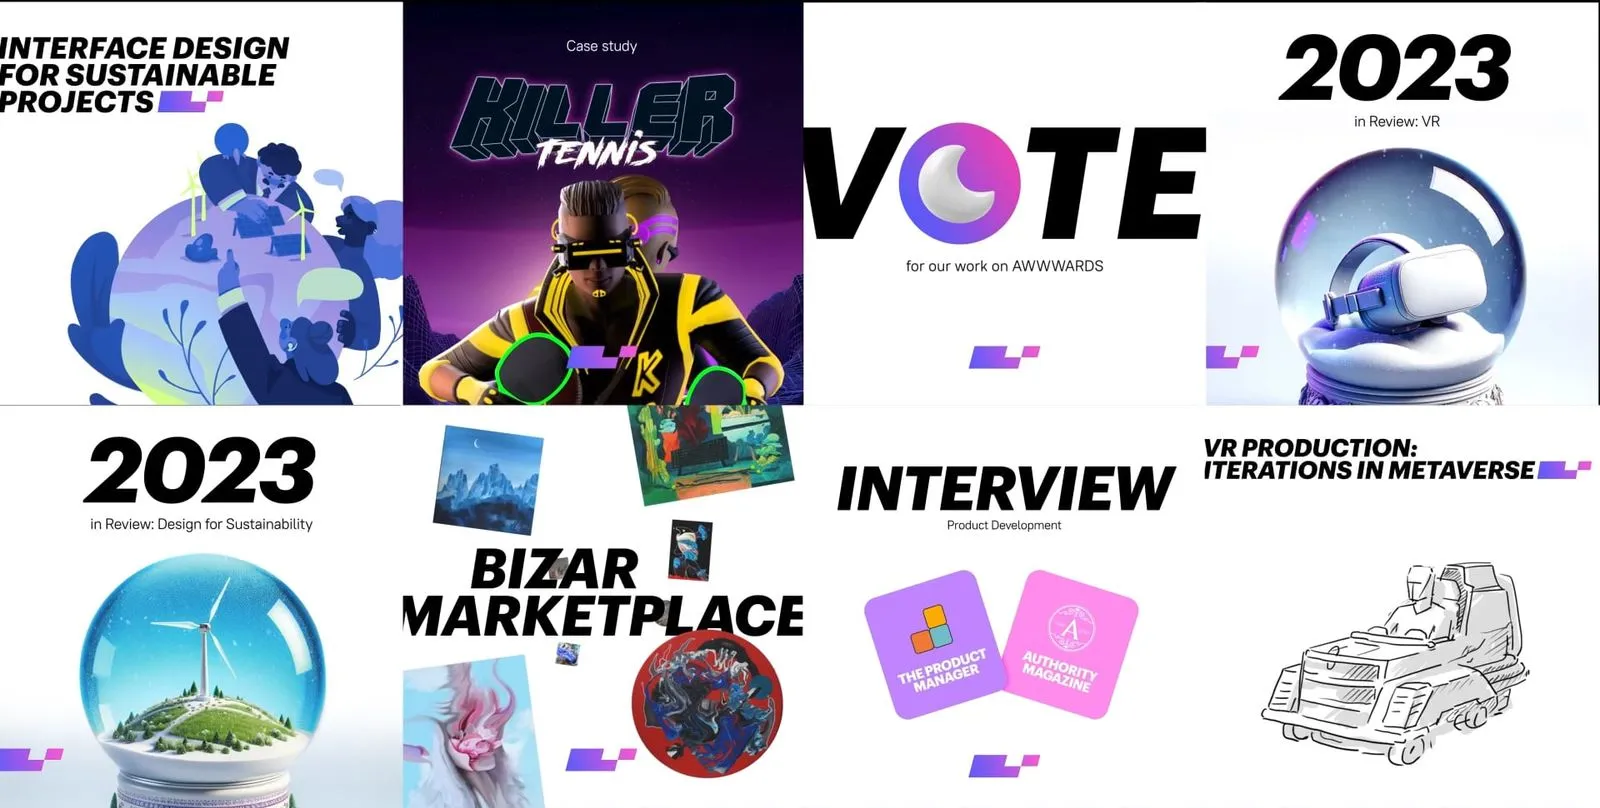 INTERFACE DESIGN
FOR SUSTAINABLE
PROJECTS
Case study
KILLER
TENNIS
K
VOTE
for our work on AWWWARDS
2023
in Review: VR
2023
in Review: Design for Sustainability
BIZAR
MARKETPLACE
INTERVIEW
Product Development
THE PRODUCT
MANAGER
A
AUTHORITY
MAGAZINE
VR PRODUCTION:
ITERATIONS IN METAVERSE